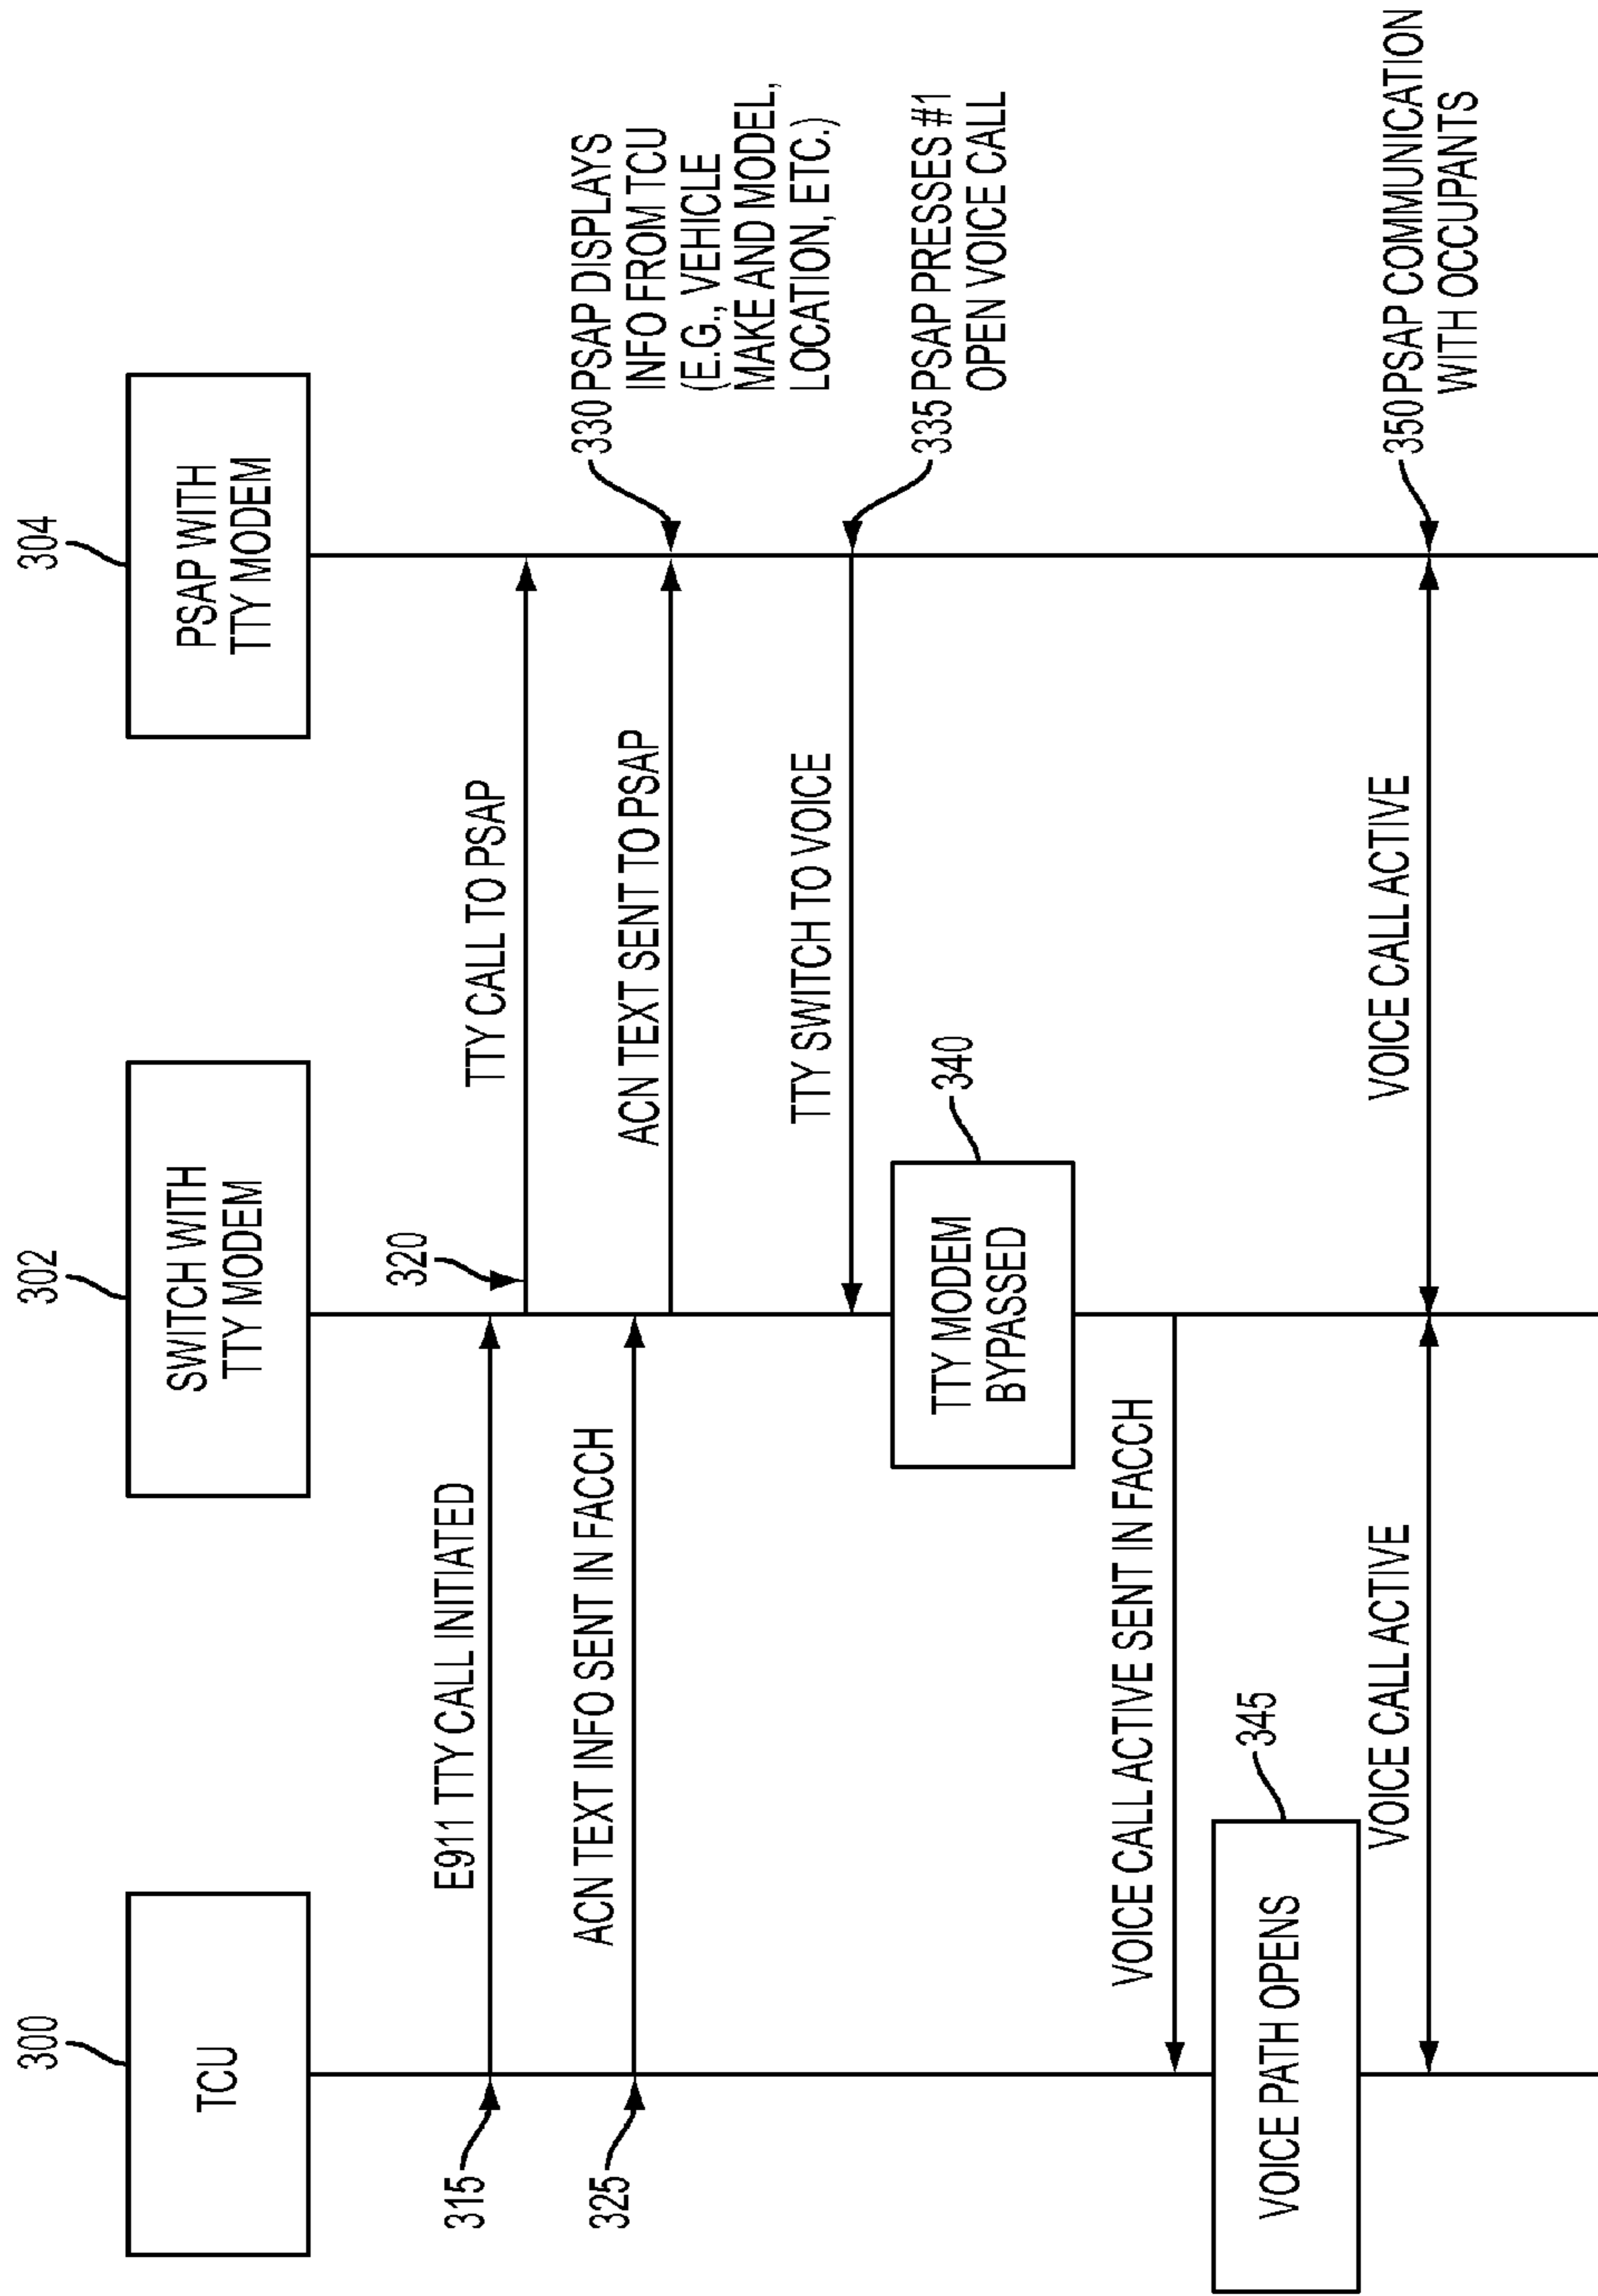 300
TCU
302
SWITCH WITH
TTY MODEM
304
PSAP WITH
TTY MODEM
315
E911 TTY CALL INITIATED
320
TTY CALL TO PSAP
325
ACN TEXT INFO SENT IN FACCH
ACN TEXT SENT TO PSAP
330 PSAP DISPLAYS
INFO FROM TCU
(E.G., VEHICLE
MAKE AND MODEL,
LOCATION, ETC.)
TTY SWITCH TO VOICE
335 PSAP PRESSES #1
OPEN VOICE CALL
TTY MODEM
BYPASSED
340
VOICE CALL ACTIVE SENT IN FACCH
VOICE PATH OPENS
345
VOICE CALL ACTIVE
VOICE CALL ACTIVE
350 PSAP COMMUNICATION
WITH OCCUPANTS